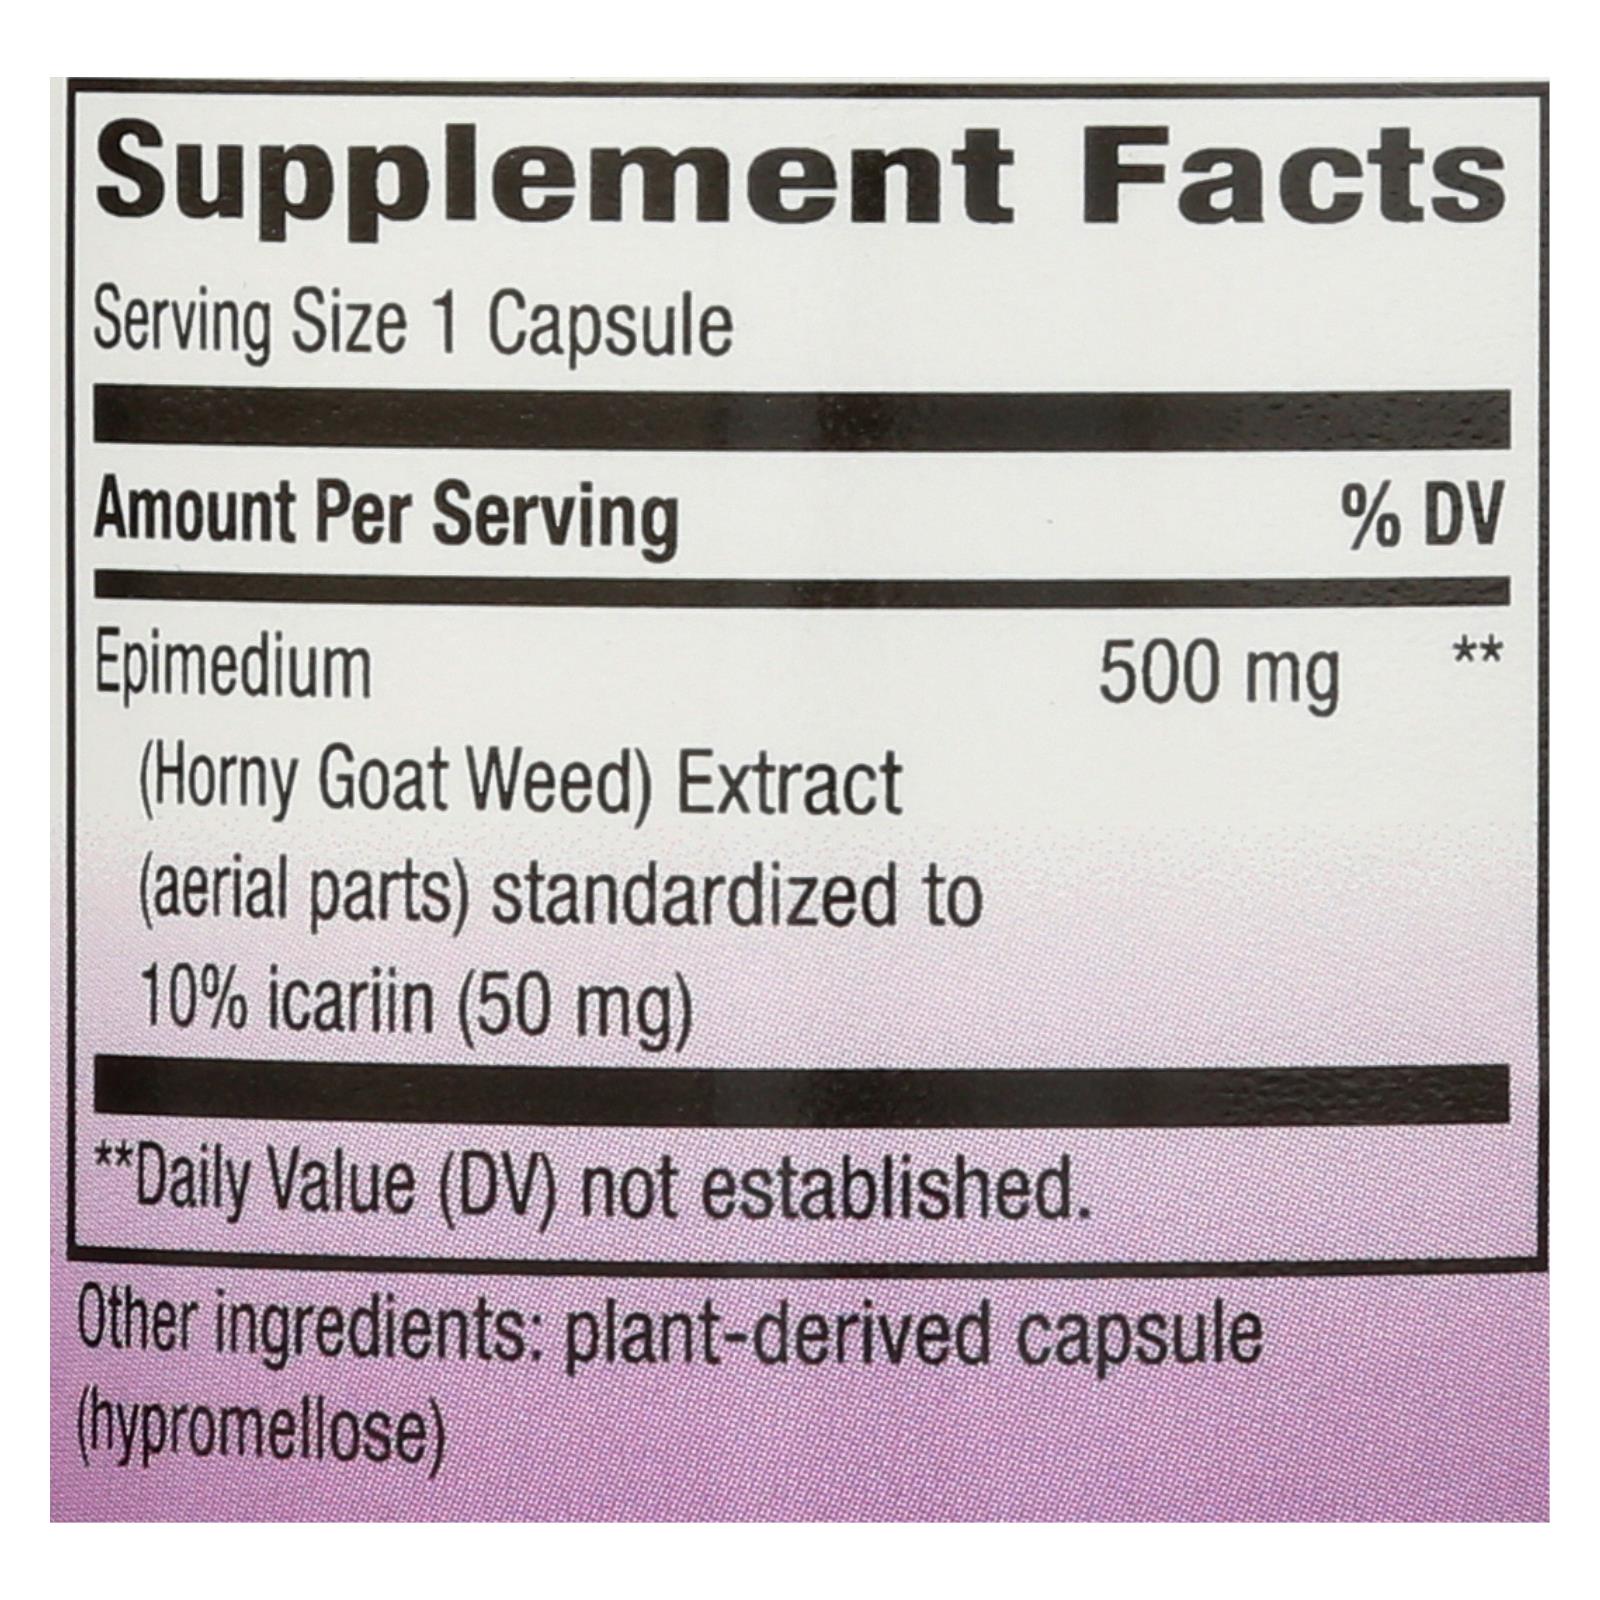 Supplement Facts
Serving Size 1 Capsule
Amount Per Serving % DV
Epimedium 500 mg **
(Horny Goat Weed) Extract
(aerial parts) standardized to
10% icariin (50 mg)
**Daily Value (DV) not established.
Other ingredients: plant-derived capsule
(hypromellose)